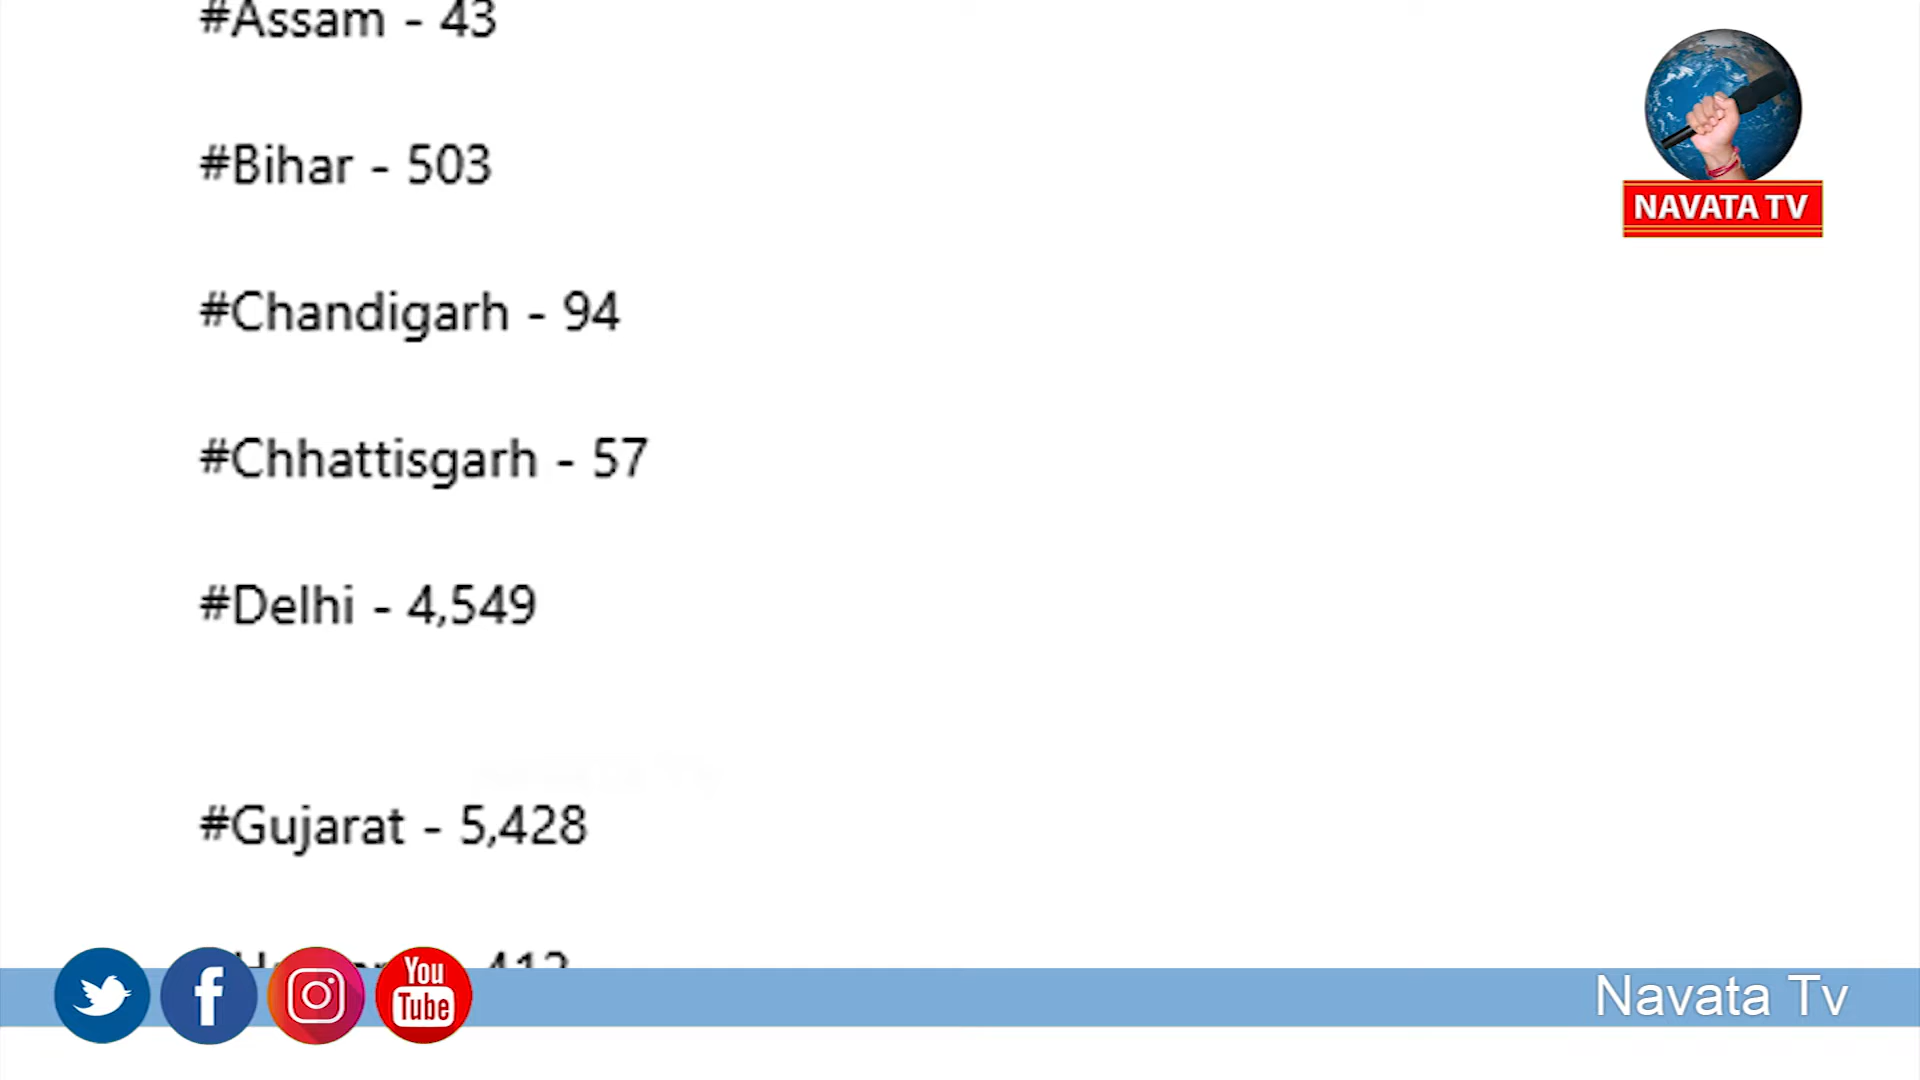 #Assam - 43
NAVATA TV
#Bihar - 503
#Chandigarh - 94
#Chhattisgarh - 57
#Delhi - 4,549
#Gujarat - 5,428
You
Tube
Navata Tv